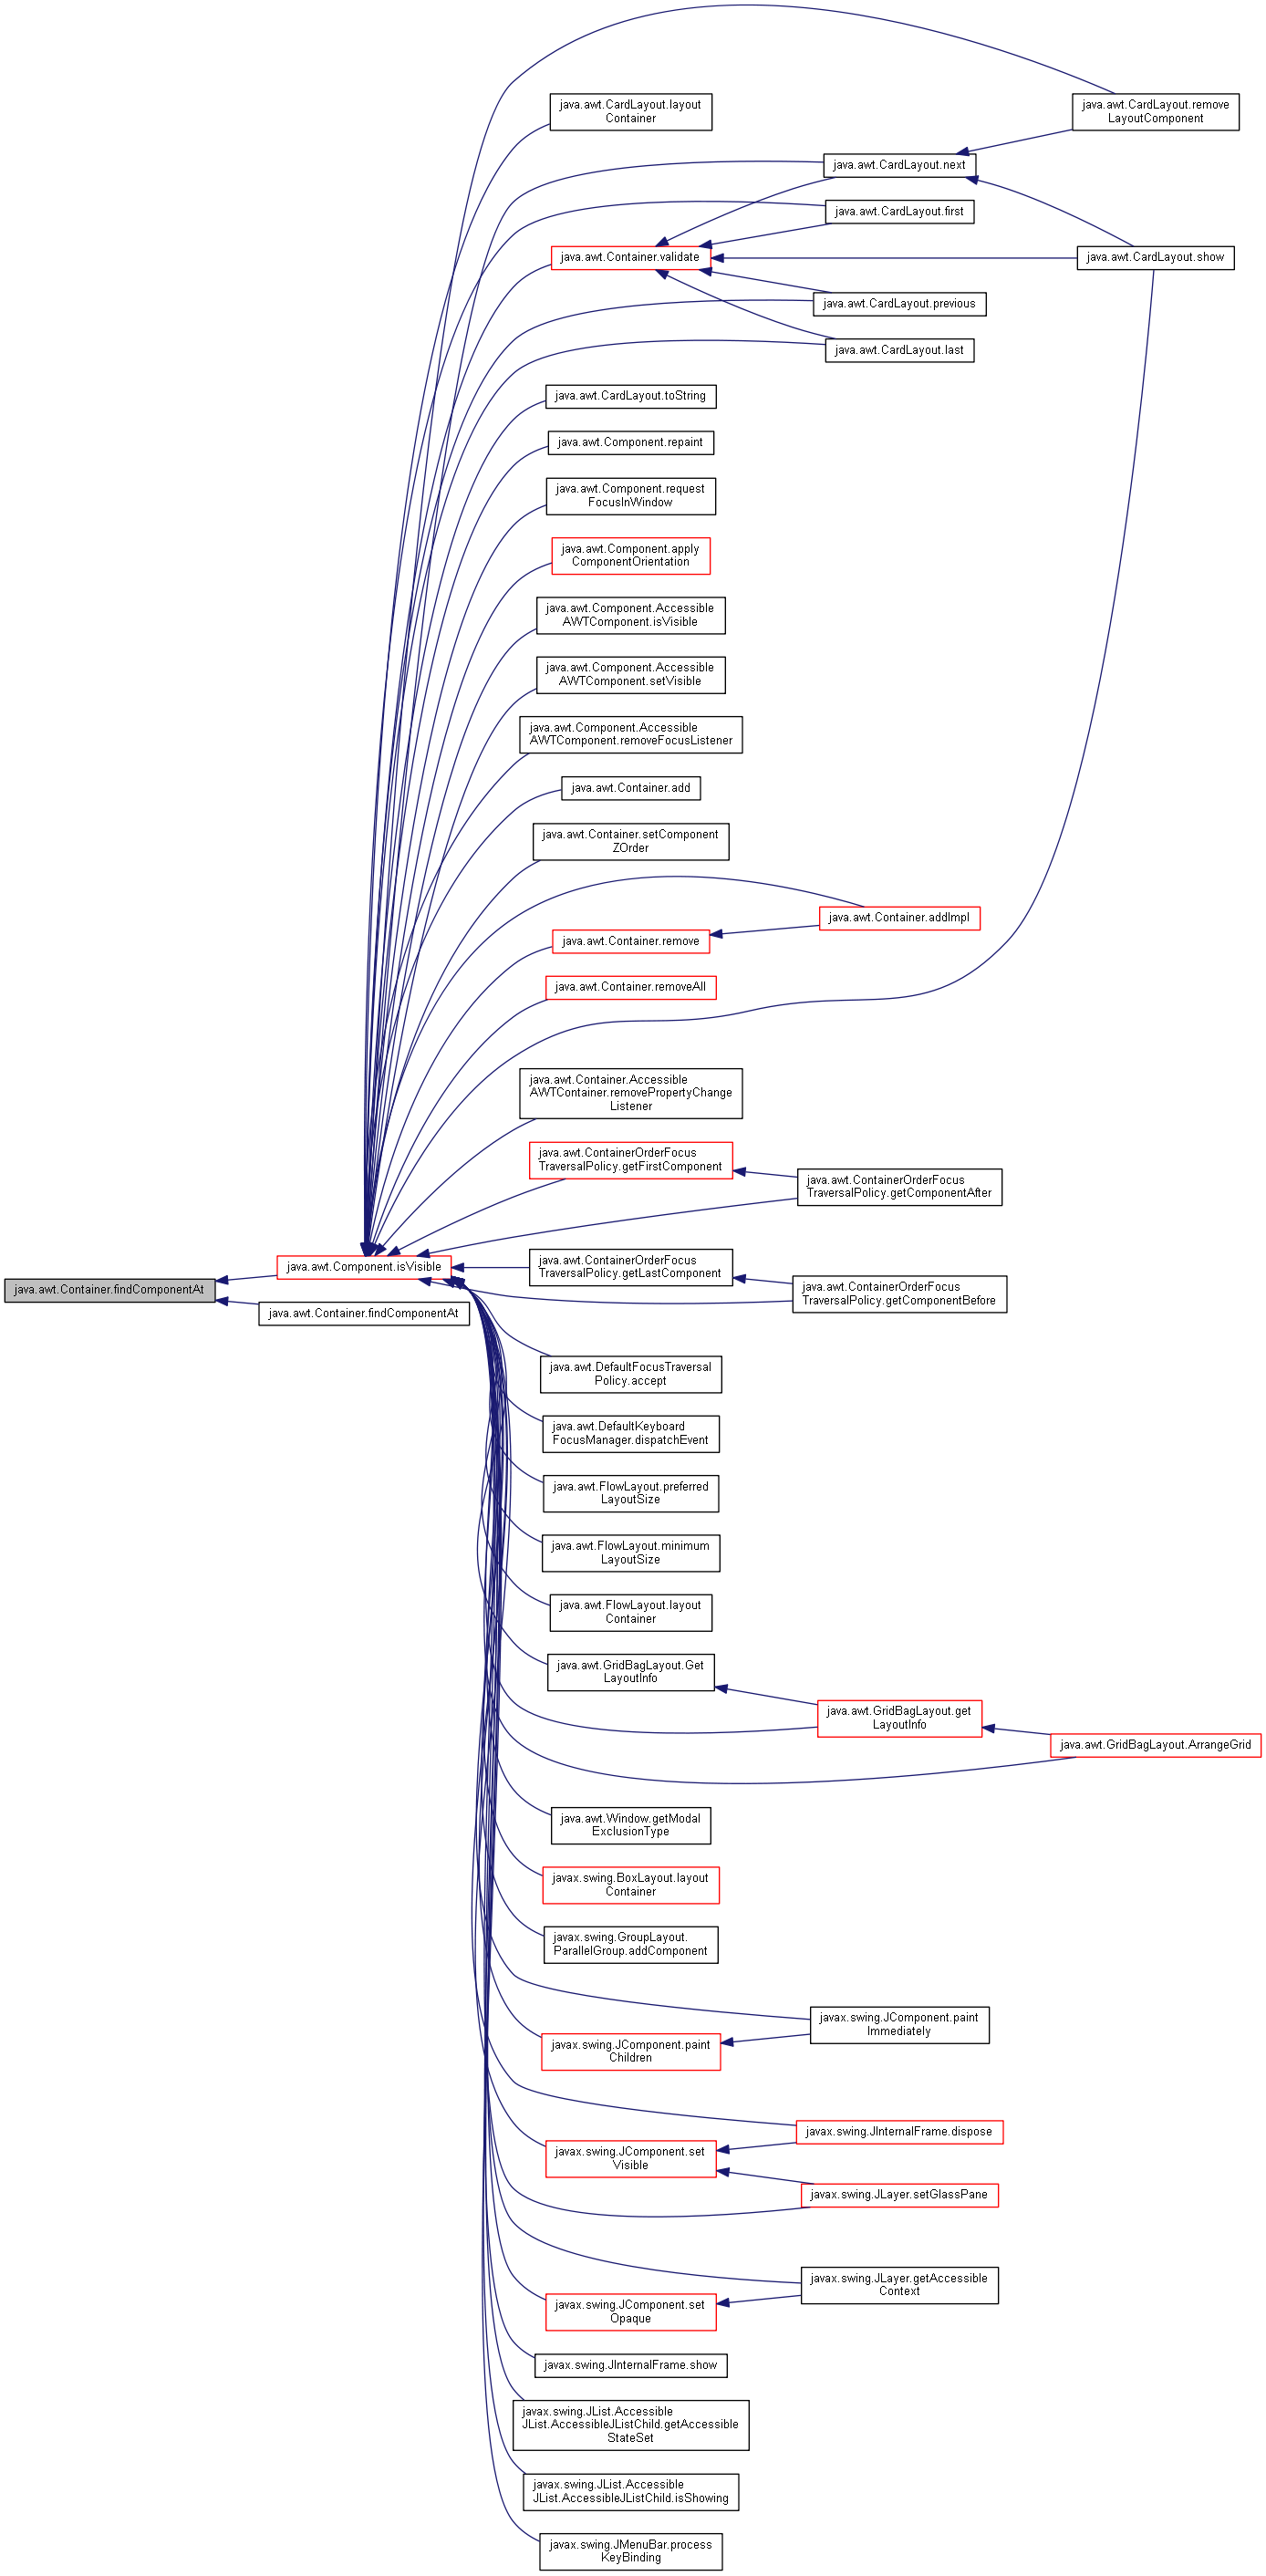 java.awt.CardLayout.remove
LayoutComponent
java.awt.CardLayout.layout
Container
java.awt.CardLayout.next
java.awt.CardLayout.first
java.awt.Container.validate
java.awt.CardLayout.show
java.awt.CardLayout.previous
java.awt.CardLayout.last
java.awt.CardLayout.toString
java.awt.Component.repaint
java.awt.Component.request
FocusInWindow
java.awt.Component.apply
ComponentOrientation
java.awt.Component.Accessible
AWTComponent.isVisible
java.awt.Component.Accessible
AWTComponent.setVisible
java.awt.Component.Accessible
AWTComponent.removeFocusListener
java.awt.Container.add
java.awt.Container.setComponent
ZOrder
java.awt.Container.addImpl
java.awt.Container.remove
java.awt.Container.removeAll
java.awt.Container.Accessible
AWTContainer.removePropertyChange
Listener
java.awt.ContainerOrderFocus
TraversalPolicy.getFirstComponent
java.awt.ContainerOrderFocus
TraversalPolicy.getComponentAfter
java.awt.Component.isVisible
java.awt.ContainerOrderFocus
TraversalPolicy.getLastComponent
java.awt.Container.findComponentAt
java.awt.ContainerOrderFocus
TraversalPolicy.getComponentBefore
java.awt.Container.findComponentAt
java.awt.DefaultFocusTraversal
Policy.accept
java.awt.DefaultKeyboard
FocusManager.dispatchEvent
java.awt.FlowLayout.preferred
LayoutSize
java.awt.FlowLayout.minimum
LayoutSize
java.awt.FlowLayout.layout
Container
java.awt.GridBagLayout.Get
LayoutInfo
java.awt.GridBagLayout.get
LayoutInfo
java.awt.GridBagLayout.ArrangeGrid
java.awt.Window.getModal
ExclusionType
javax.swing.BoxLayout.layout
Container
javax.swing.GroupLayout.
ParallelGroup.addComponent
javax.swing.JComponent.paint
Immediately
javax.swing.JComponent.paint
Children
javax.swing.JInternalFrame.dispose
javax.swing.JComponent.set
Visible
javax.swing.JLayer.setGlassPane
javax.swing.JLayer.getAccessible
Context
javax.swing.JComponent.set
Opaque
javax.swing.JInternalFrame.show
javax.swing.JList.Accessible
JList.AccessibleJListChild.getAccessible
StateSet
javax.swing.JList.Accessible
JList.AccessibleJListChild.isShowing
javax.swing.JMenuBar.process
KeyBinding